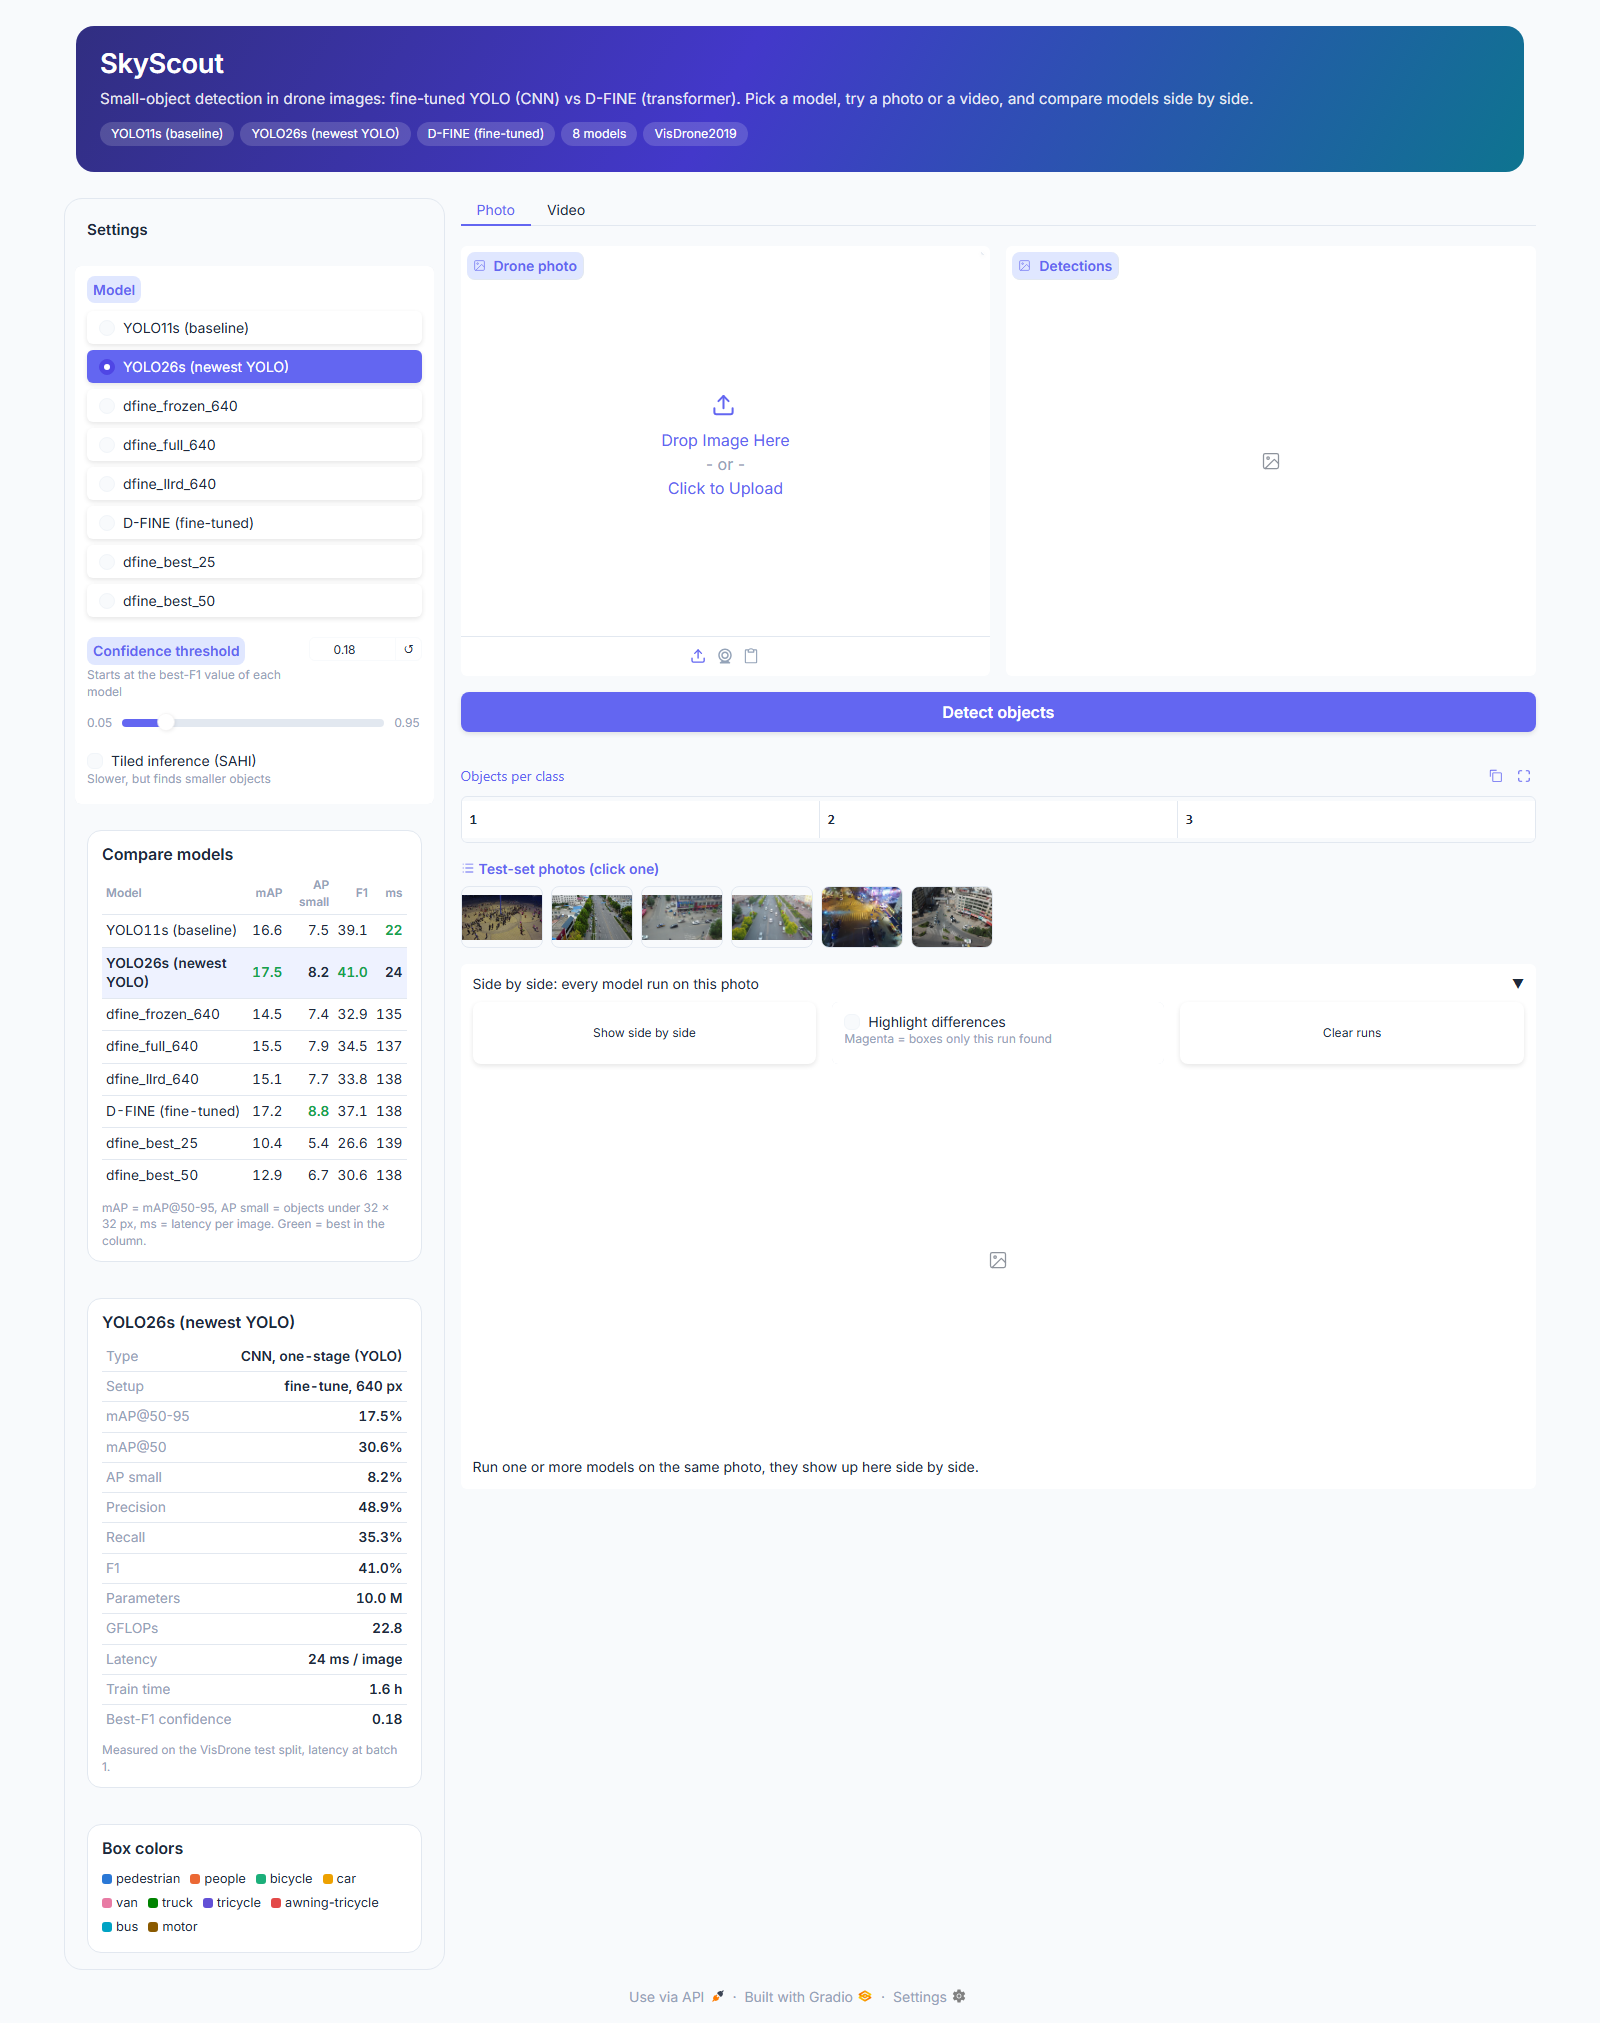 SkyScout
Small-object detection in drone images: fine-tuned YOLO (CNN) vs D-FINE (transformer). Pick a model, try a photo or a video, and compare models side by side.
YOLO11s (baseline) YOLO26s (newest YOLO) D-FINE (fine-tuned) 8 models VisDrone2019
Settings
Model
YOLO11s (baseline)
YOLO26s (newest YOLO)
dfine_frozen_640
dfine_full_640
dfine_llrd_640
D-FINE (fine-tuned)
dfine_best_25
dfine_best_50
Confidence threshold 0.18
Starts at the best-F1 value of each
model
0.05 0.95
Tiled inference (SAHI)
Slower, but finds smaller objects
Compare models
Model mAP AP small F1 ms
YOLO11s (baseline) 16.6 7.5 39.1 22
YOLO26s (newest YOLO) 17.5 8.2 41.0 24
dfine_frozen_640 14.5 7.4 32.9 135
dfine_full_640 15.5 7.9 34.5 137
dfine_llrd_640 15.1 7.7 33.8 138
D-FINE (fine-tuned) 17.2 8.8 37.1 138
dfine_best_25 10.4 5.4 26.6 139
dfine_best_50 12.9 6.7 30.6 138
mAP = mAP@50-95, AP small = objects under 32 ×
32 px, ms = latency per image. Green = best in the
column.
YOLO26s (newest YOLO)
Type CNN, one-stage (YOLO)
Setup fine-tune, 640 px
mAP@50-95 17.5%
mAP@50 30.6%
AP small 8.2%
Precision 48.9%
Recall 35.3%
F1 41.0%
Parameters 10.0 M
GFLOPs 22.8
Latency 24 ms / image
Train time 1.6 h
Best-F1 confidence 0.18
Measured on the VisDrone test split, latency at batch
1.
Box colors
pedestrian people bicycle car
van truck tricycle awning-tricycle
bus motor
Photo Video
Drone photo
Drop Image Here
- or -
Click to Upload
Detections
Detect objects
Objects per class
1 2 3
Test-set photos (click one)
Side by side: every model run on this photo
Show side by side
Highlight differences
Magenta = boxes only this run found
Clear runs
Run one or more models on the same photo, they show up here side by side.
Use via API · Built with Gradio · Settings